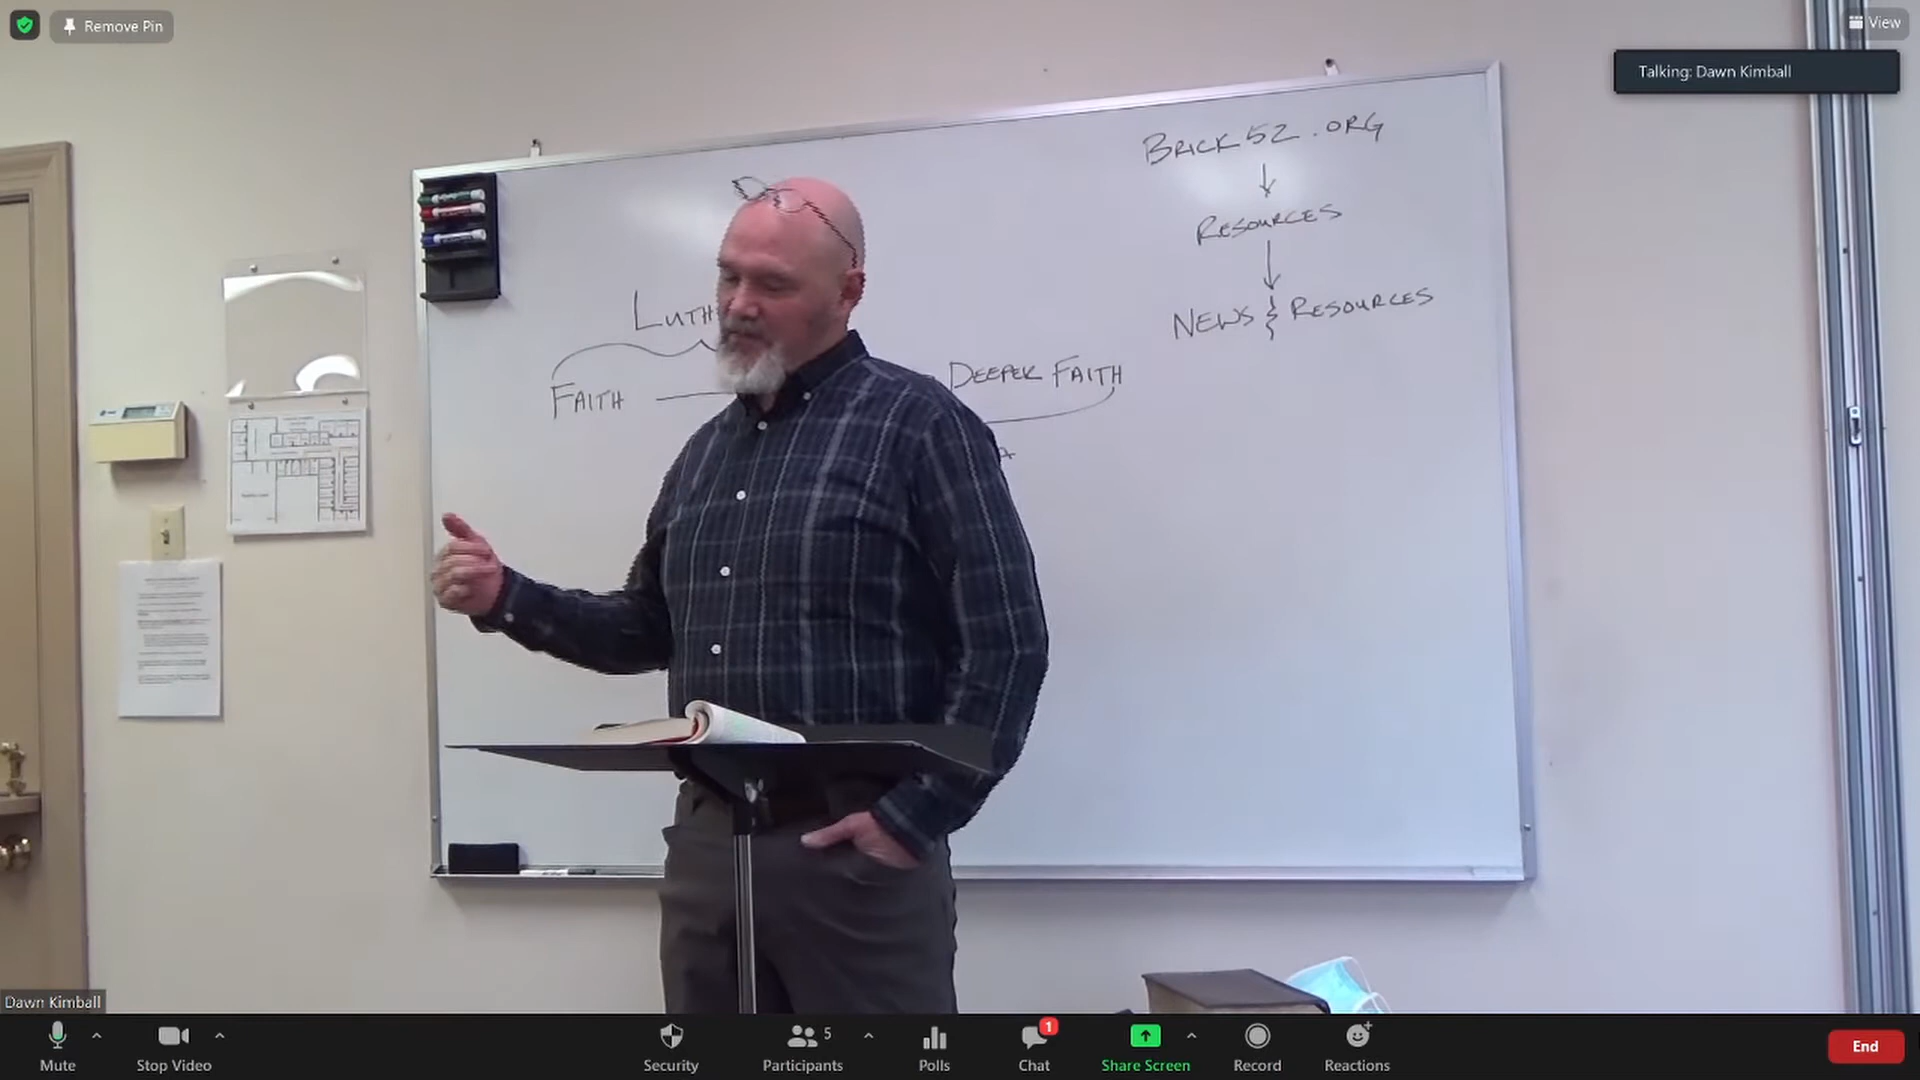 Remove Pin
View
Talking: Dawn Kimball
BRICK52.ORG
RESOURCES
NEWS & RESOURCES
LUTH
FAITH
DEEPER FAITH
Dawn Kimball
Mute
Stop Video
Security
Participants 5
Polls
Chat 1
Share Screen
Record
Reactions
End